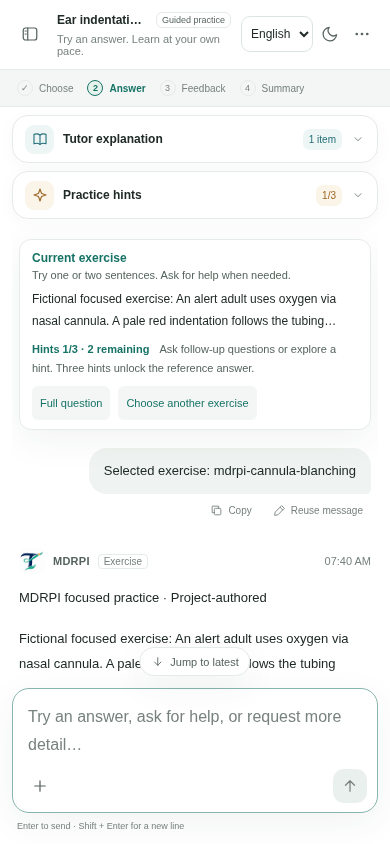 Ear indentati…
Guided practice
Try an answer. Learn at your own pace.
English
✓ Choose
2 Answer
3 Feedback
4 Summary
Tutor explanation
1 item
Practice hints
1/3
Current exercise
Try one or two sentences. Ask for help when needed.
Fictional focused exercise: An alert adult uses oxygen via
nasal cannula. A pale red indentation follows the tubing…
Hints 1/3 · 2 remaining Ask follow-up questions or explore a
hint. Three hints unlock the reference answer.
Full question
Choose another exercise
Selected exercise: mdrpi-cannula-blanching
Copy
Reuse message
MDRPI
Exercise
07:40 AM
MDRPI focused practice · Project-authored
Fictional focused exercise: An alert adult uses oxygen via
nasal cannula. A pale
lows the tubing
Jump to latest
Try an answer, ask for help, or request more
detail…
Enter to send · Shift + Enter for a new line